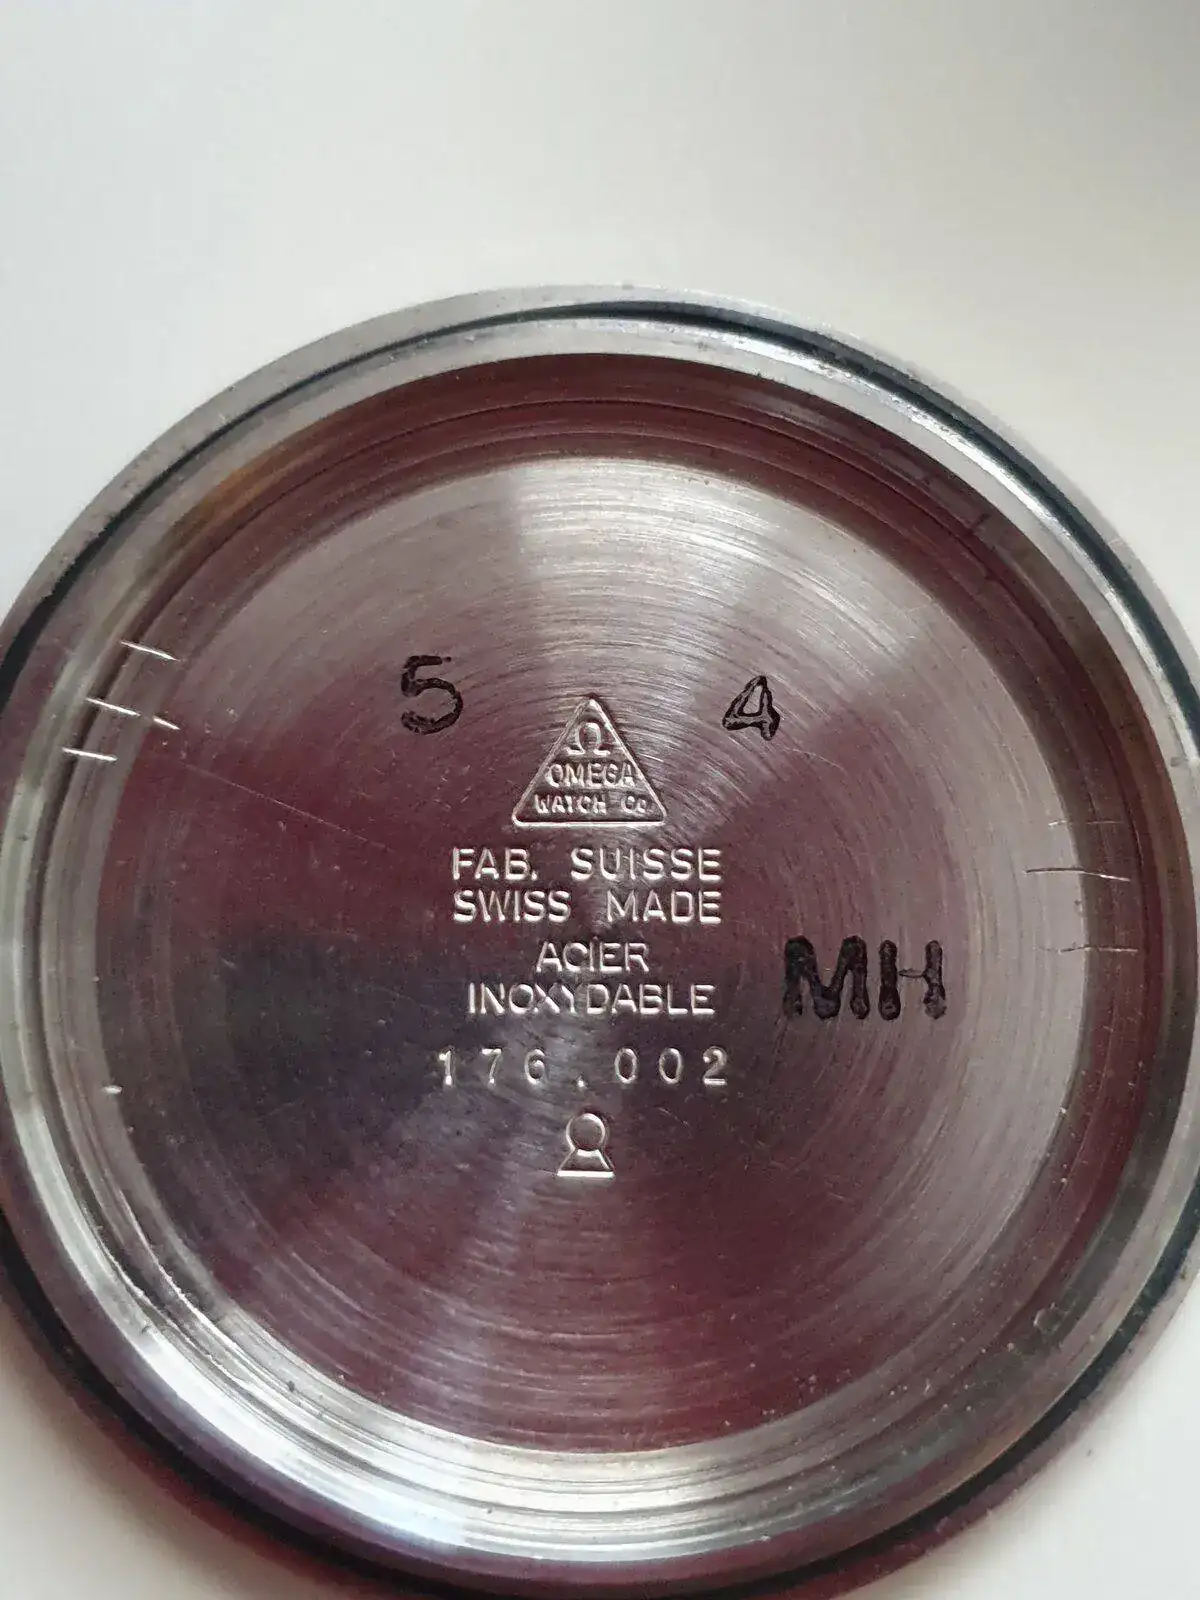 5 4
Ω
OMEGA
WATCH Co
FAB. SUISSE
SWISS MADE
ACIER
INOXYDABLE
MH
176.002